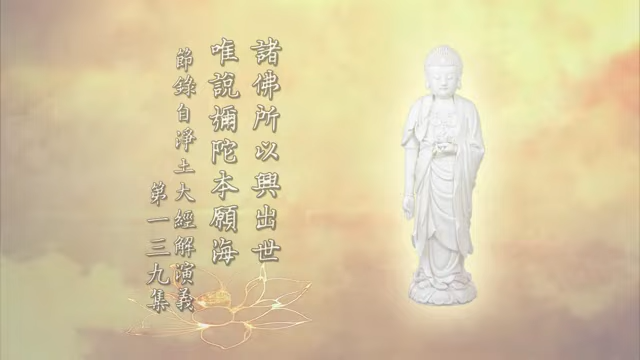 諸佛所以興出世
唯說彌陀本願海
節錄自淨土大經解演義
第一三九集